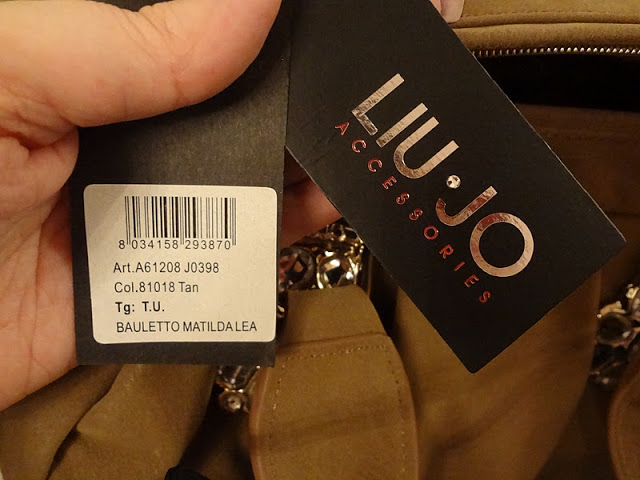 8 034158 293870
Art.A61208 J0398
Col.81018 Tan
Tg: T.U.
BAULETTO MATILDA LEA
LIU·JO
ACCESSORIES